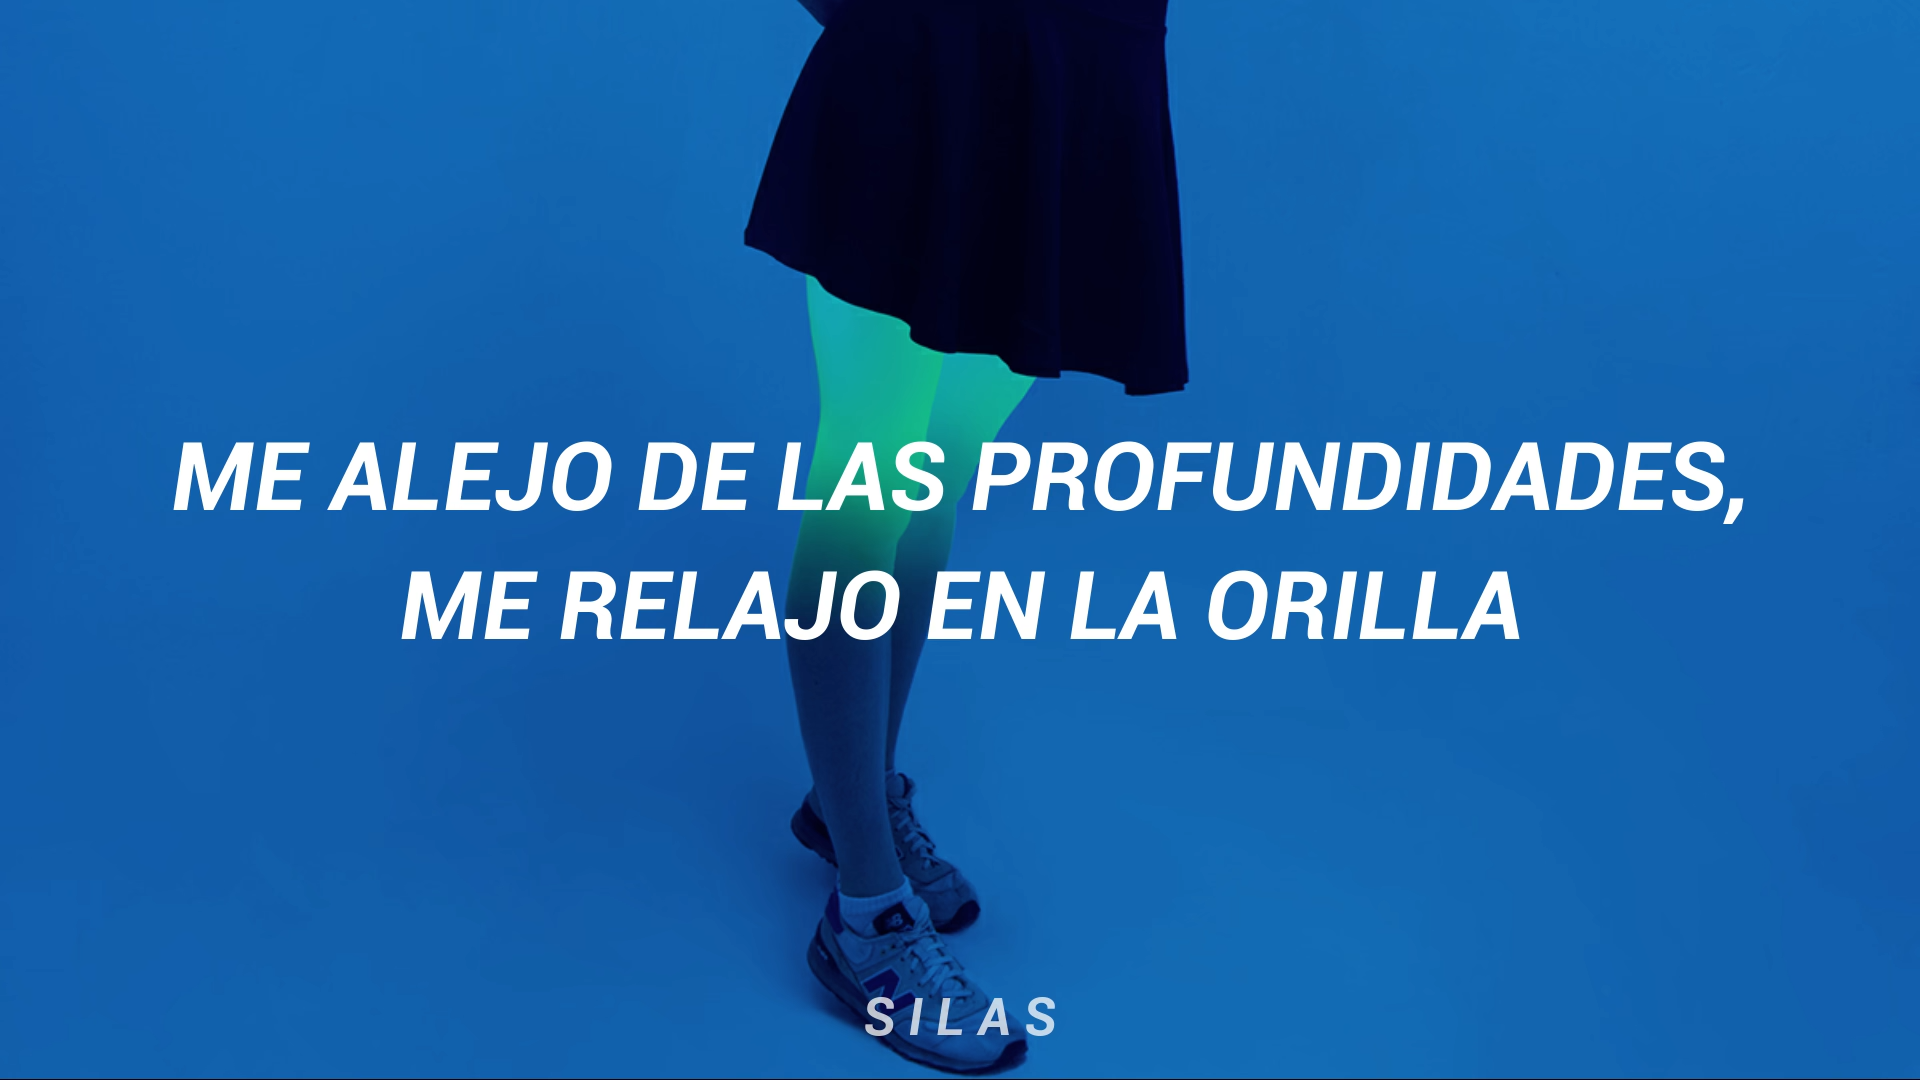 ME ALEJO DE LAS PROFUNDIDADES,
ME RELAJO EN LA ORILLA
N
SILAS